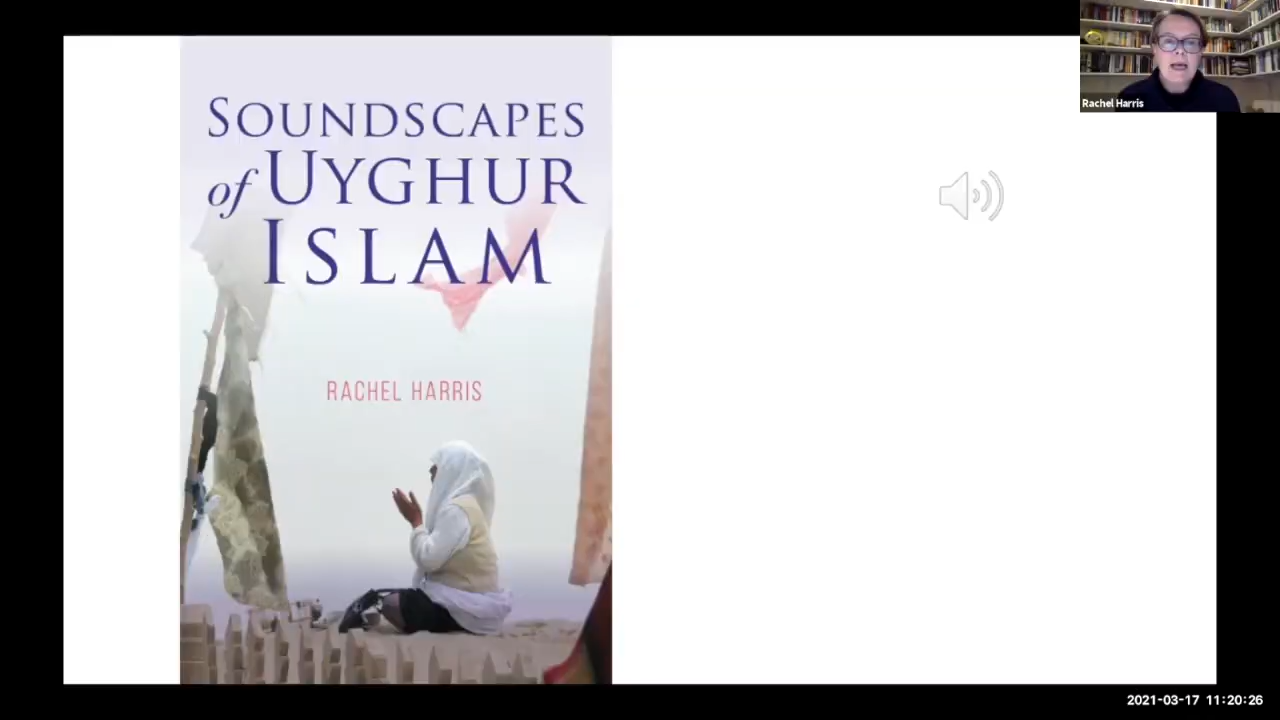 SOUNDSCAPES
of UYGHUR
ISLAM
RACHEL HARRIS
Rachel Harris
2021-03-17 11:20:26